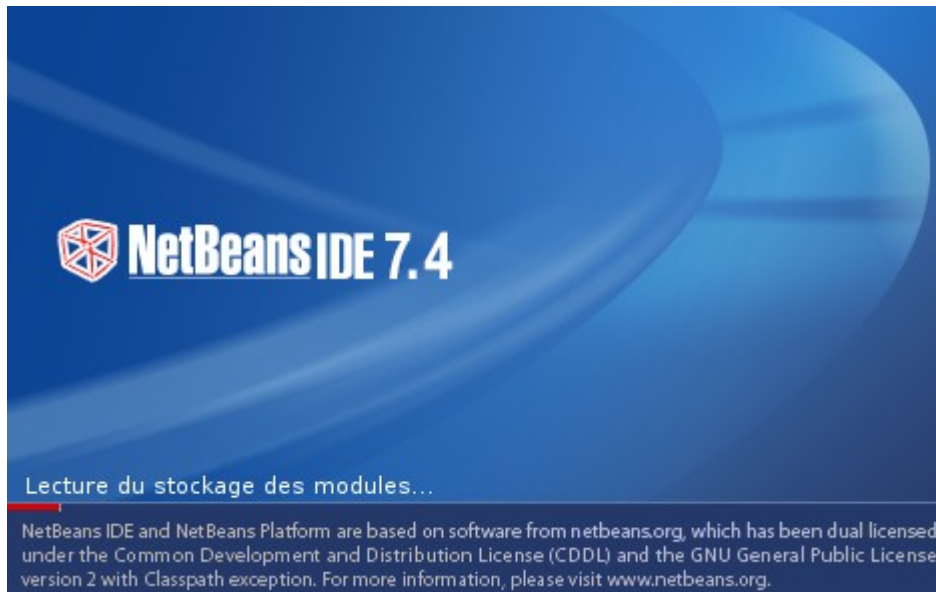 NetBeans IDE 7.4
Lecture du stockage des modules...
NetBeans IDE and NetBeans Platform are based on software from netbeans.org, which has been dual licensed
under the Common Development and Distribution License (CDDL) and the GNU General Public License
version 2 with Classpath exception. For more information, please visit www.netbeans.org.